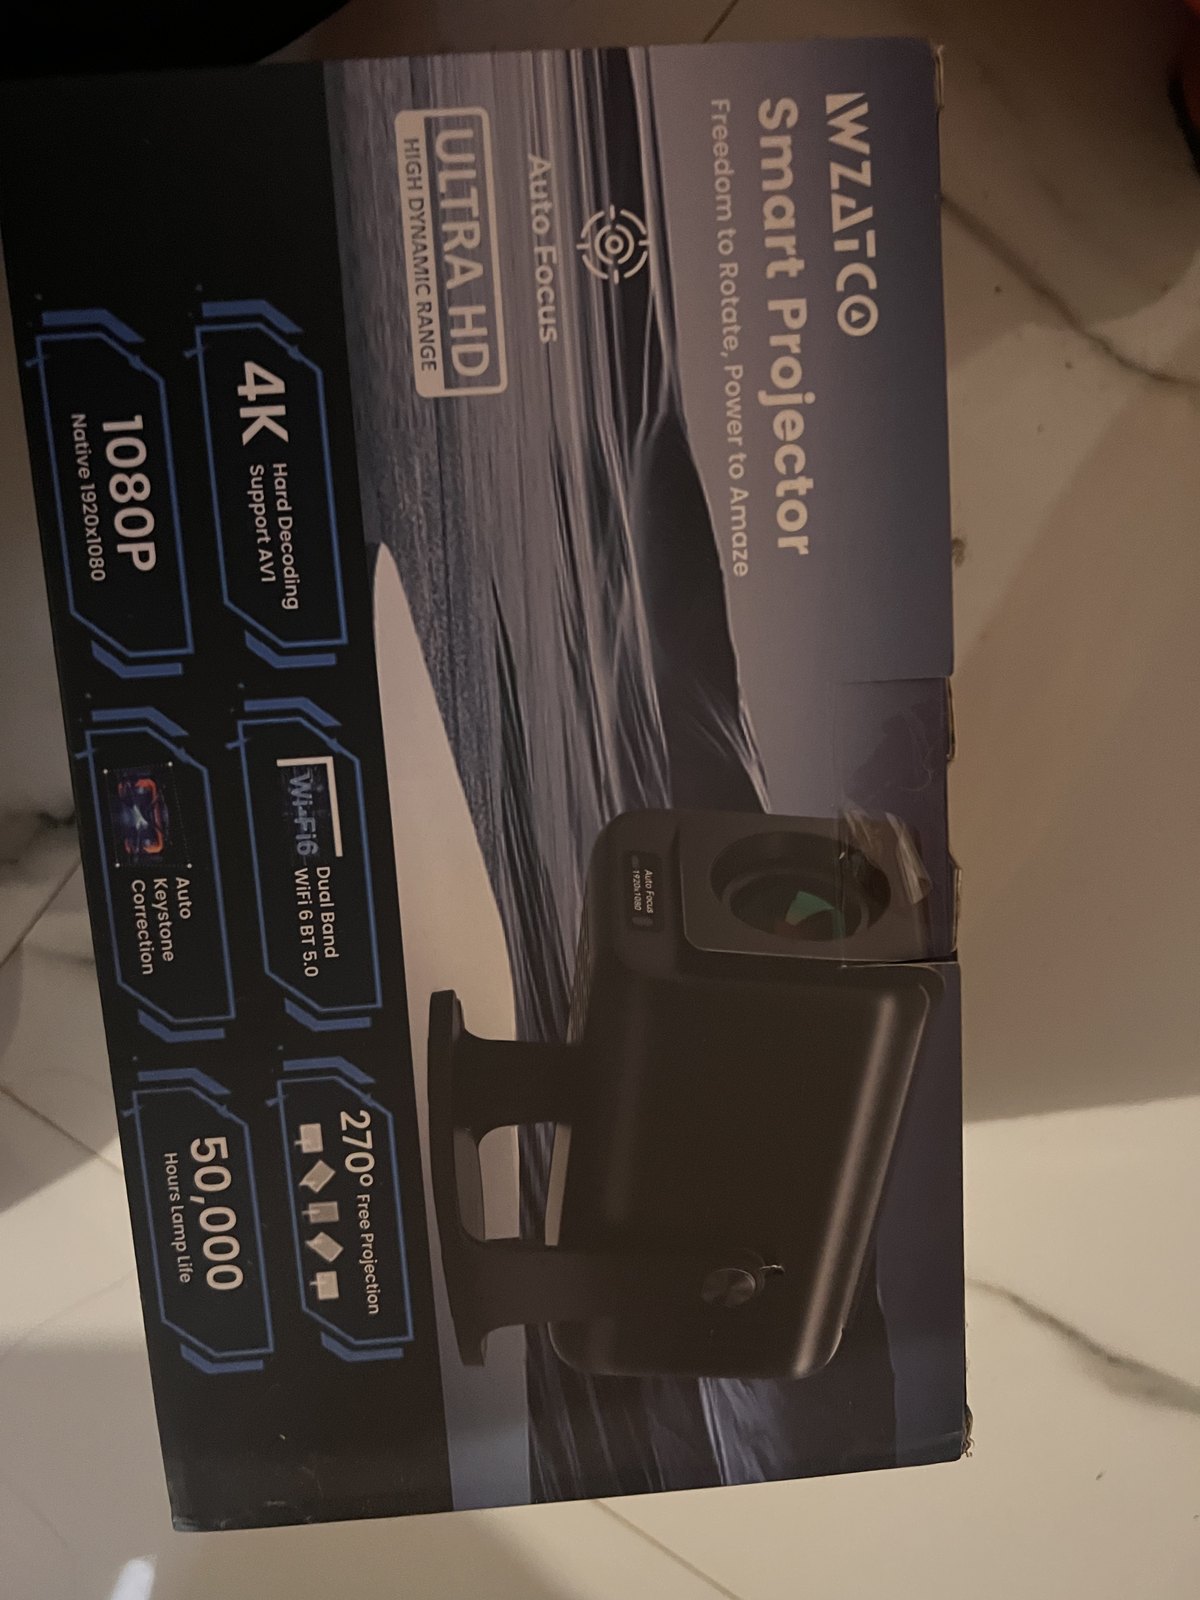 WZATCO
Smart Projector
Freedom to Rotate, Power to Amaze
Auto Focus
ULTRA HD
HIGH DYNAMIC RANGE
Auto Focus
1920x1080
4K Hard Decoding
Support AV1
Wi-Fi6 Dual Band
WiFi 6 BT 5.0
270° Free Projection
1080P
Native 1920x1080
Auto
Keystone
Correction
50,000
Hours Lamp Life